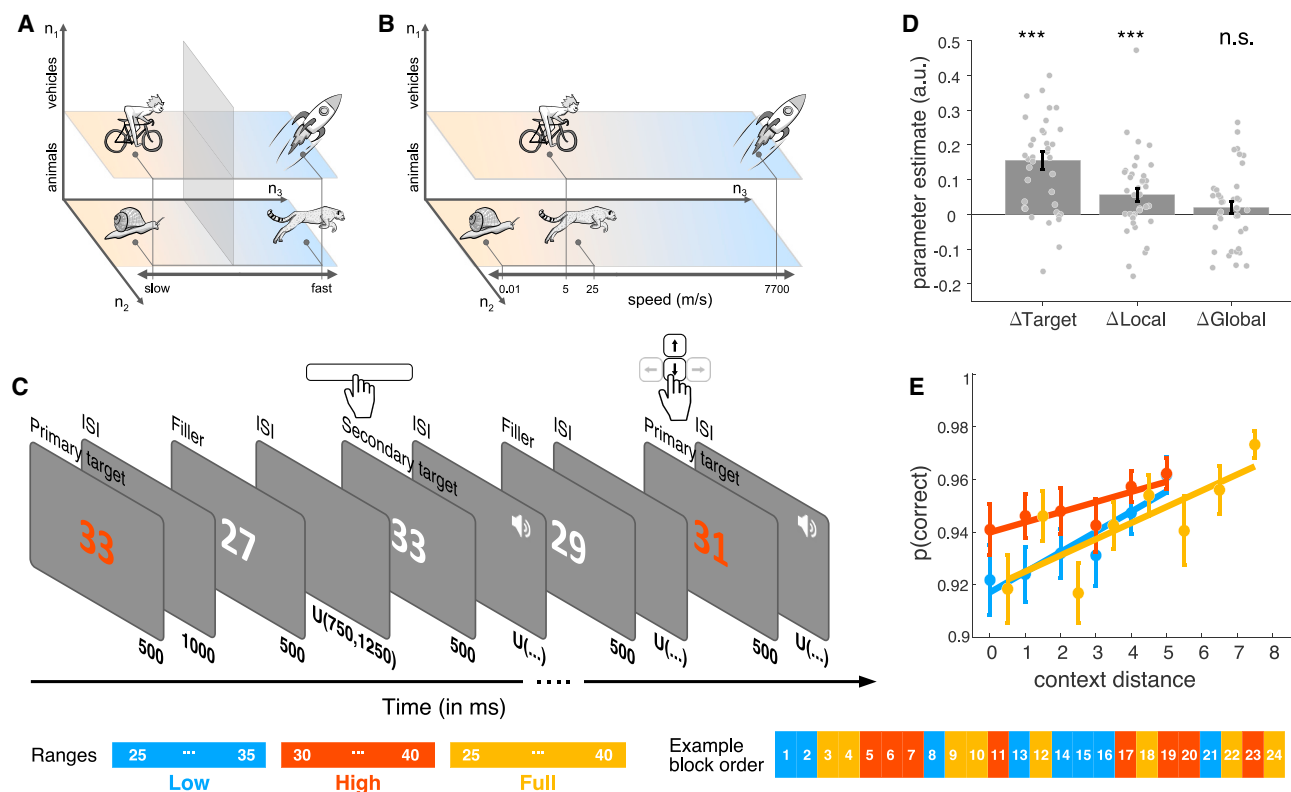 A
n1
vehicles
animals
n3
n2
slow
fast
B
n1
vehicles
animals
n3
n2
0.01
5
25
speed (m/s)
7700
D
*** *** n.s.
0.5
0.4
0.3
0.2
0.1
0
-0.1
-0.2
parameter estimate (a.u.)
ΔTarget ΔLocal ΔGlobal
C
Primary target
ISI
Filler
ISI
Secondary target
ISI
Filler
ISI
Primary target
ISI
33
27
33
29
31
500
1000
500
U(750,1250)
500
U(...)
500
U(...)
500
U(...)
Time (in ms)
E
1
0.98
0.96
0.94
0.92
0.9
p(correct)
0 1 2 3 4 5 6 7 8
context distance
Ranges
25 ... 35
30 ... 40
25 ... 40
Low
High
Full
Example
block order
1 2 3 4 5 6 7 8 9 10 11 13 12 14 15 16 17 18 19 20 21 22 23 24